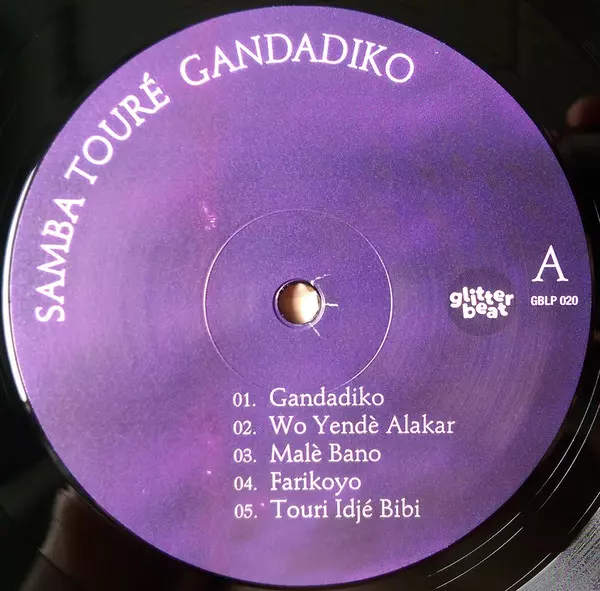 SAMBA TOURÉ GANDADIKO
A
glitter
beat
GBLP 020
01. Gandadiko
02. Wo Yendè Alakar
03. Malè Bano
04. Farikoyo
05. Touri Idjé Bibi